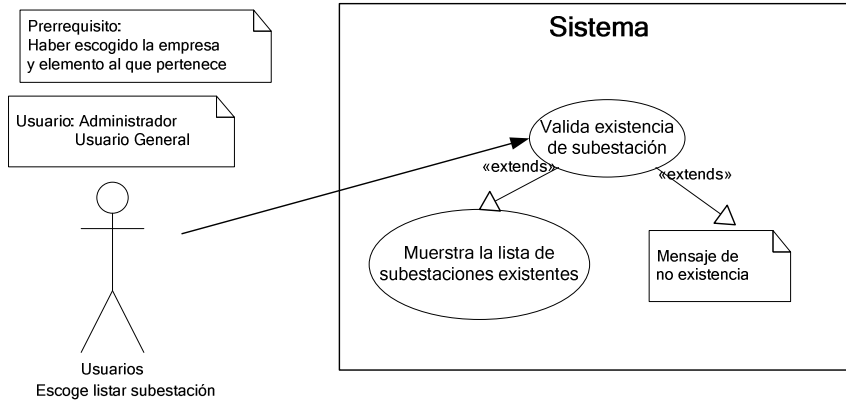 Prerrequisito:
Haber escogido la empresa
y elemento al que pertenece
Usuario: Administrador
Usuario General
Usuarios
Escoge listar subestación
Sistema
Valida existencia
de subestación
«extends»
«extends»
Muerstra la lista de
subestaciones existentes
Mensaje de
no existencia